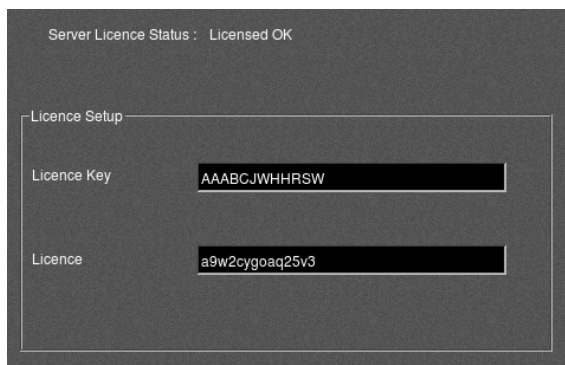 Server Licence Status : Licensed OK
Licence Setup
Licence Key AAABCJWHHRSW
Licence a9w2cygoaq25v3